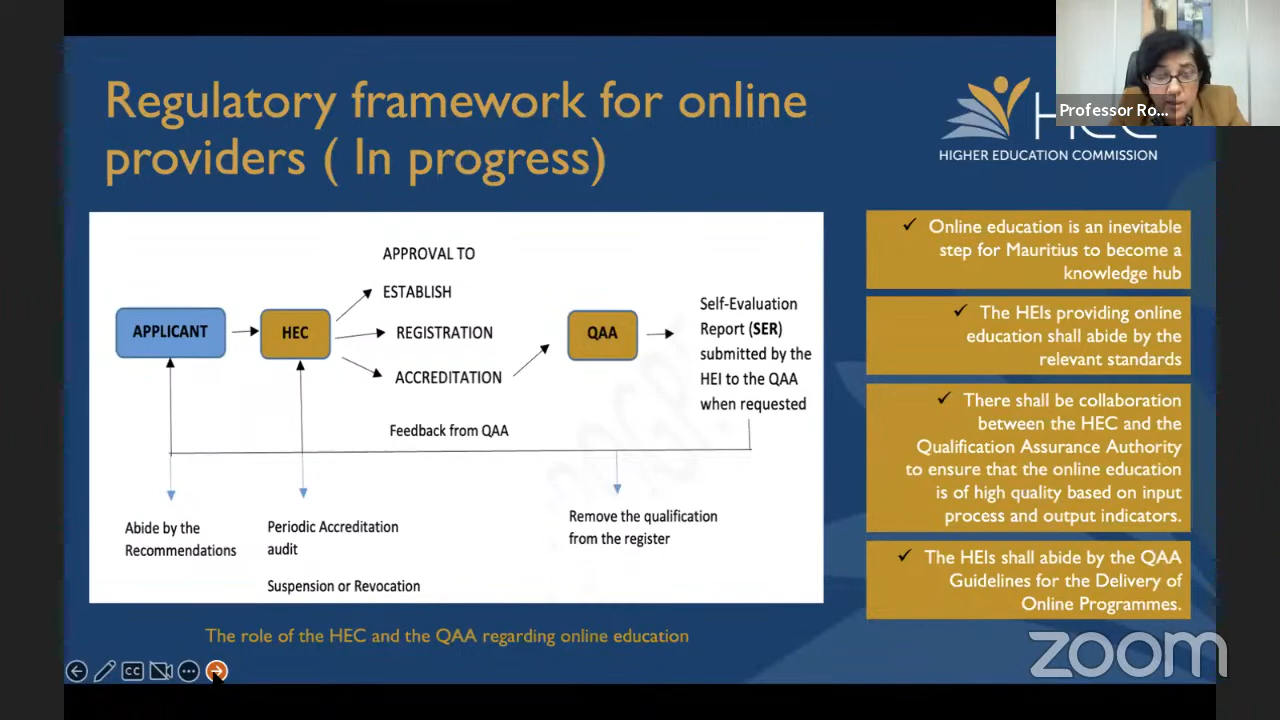 Regulatory framework for online
providers ( In progress)
HEC
HIGHER EDUCATION COMMISSION
Professor Ro...
APPROVAL TO
ESTABLISH
REGISTRATION
ACCREDITATION
APPLICANT
HEC
QAA
Self-Evaluation
Report (SER)
submitted by the
HEI to the QAA
when requested
Feedback from QAA
Abide by the
Recommendations
Periodic Accreditation
audit
Suspension or Revocation
Remove the qualification
from the register
The role of the HEC and the QAA regarding online education
Online education is an inevitable
step for Mauritius to become a
knowledge hub
The HEIs providing online
education shall abide by the
relevant standards
There shall be collaboration
between the HEC and the
Qualification Assurance Authority
to ensure that the online education
is of high quality based on input
process and output indicators.
The HEIs shall abide by the QAA
Guidelines for the Delivery of
Online Programmes.
CC
zoom